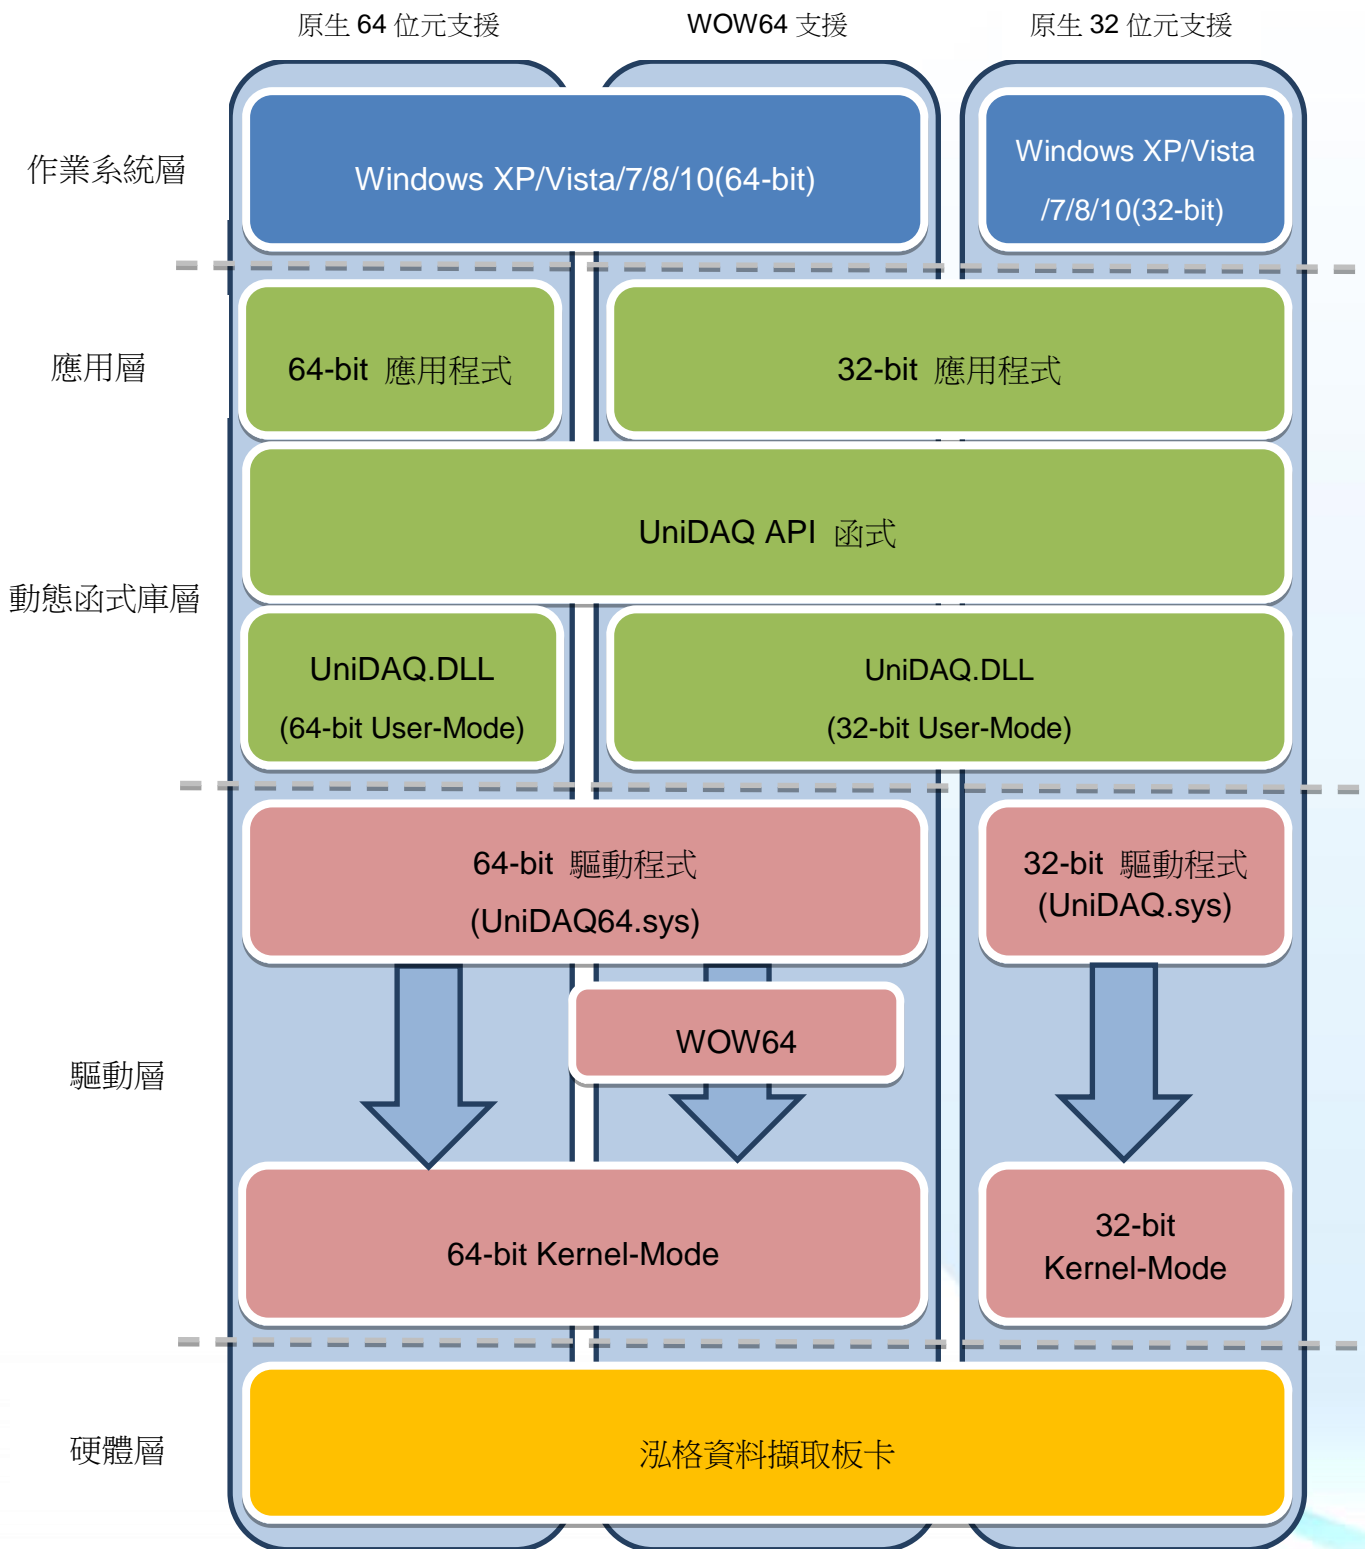 原生 64 位元支援
WOW64 支援
原生 32 位元支援
作業系統層
Windows XP/Vista/7/8/10(64-bit)
Windows XP/Vista
/7/8/10(32-bit)
應用層
64-bit 應用程式
32-bit 應用程式
UniDAQ API 函式
動態函式庫層
UniDAQ.DLL
(64-bit User-Mode)
UniDAQ.DLL
(32-bit User-Mode)
64-bit 驅動程式
(UniDAQ64.sys)
32-bit 驅動程式
(UniDAQ.sys)
WOW64
驅動層
64-bit Kernel-Mode
32-bit
Kernel-Mode
硬體層
泓格資料擷取板卡